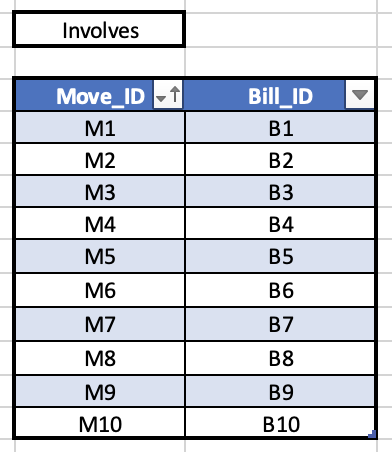 Involves
Move_ID Bill_ID
M1 B1
M2 B2
M3 B3
M4 B4
M5 B5
M6 B6
M7 B7
M8 B8
M9 B9
M10 B10